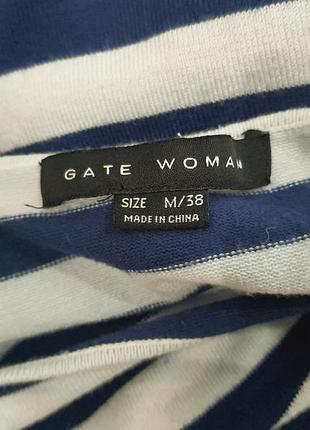 GATE WOMAN
SIZE M/38
MADE IN CHINA